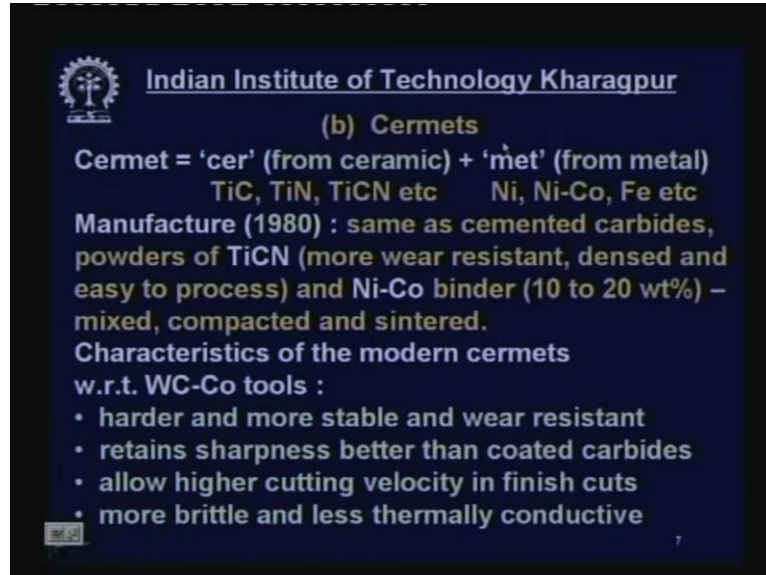 Indian Institute of Technology Kharagpur
(b) Cermets
Cermet = 'cer' (from ceramic) + 'met' (from metal)
TiC, TiN, TiCN etc Ni, Ni-Co, Fe etc
Manufacture (1980) : same as cemented carbides,
powders of TiCN (more wear resistant, densed and
easy to process) and Ni-Co binder (10 to 20 wt%) –
mixed, compacted and sintered.
Characteristics of the modern cermets
w.r.t. WC-Co tools :
• harder and more stable and wear resistant
• retains sharpness better than coated carbides
• allow higher cutting velocity in finish cuts
• more brittle and less thermally conductive
7